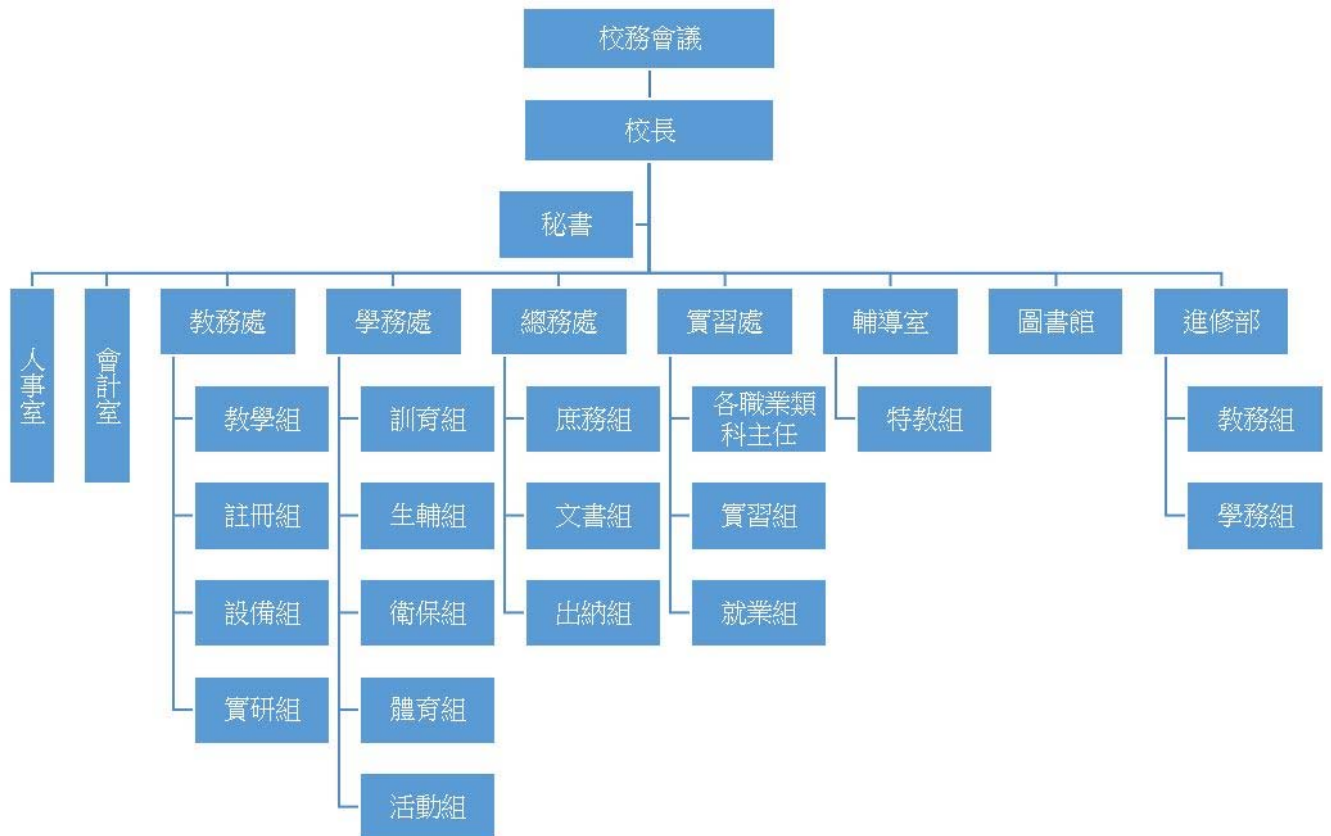 校務會議
校長
秘書
人事室
會計室
教務處
學務處
總務處
實習處
輔導室
圖書館
進修部
教學組
訓育組
庶務組
各職業類
科主任
特教組
教務組
註冊組
生輔組
文書組
實習組
學務組
設備組
衛保組
出納組
就業組
實研組
體育組
活動組